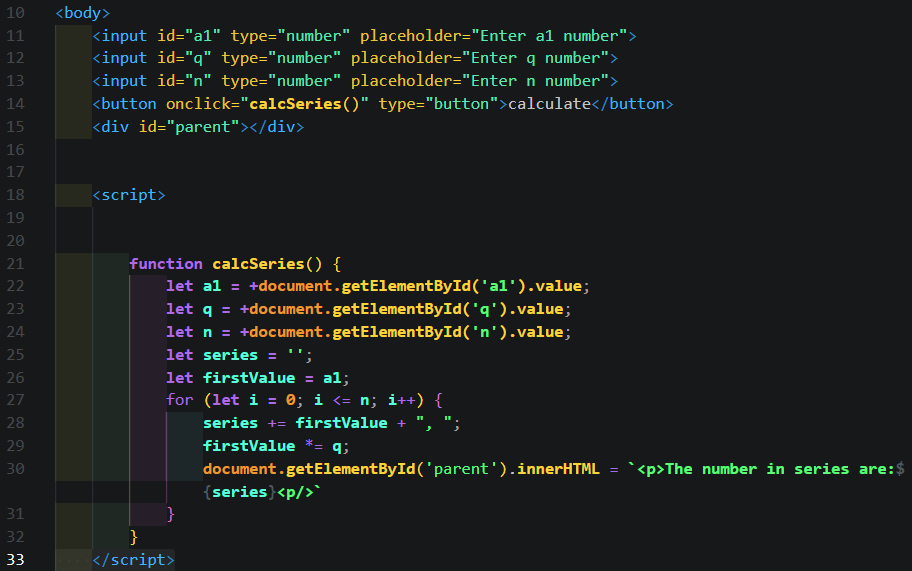 10 <body>
11 <input id="a1" type="number" placeholder="Enter a1 number">
12 <input id="q" type="number" placeholder="Enter q number">
13 <input id="n" type="number" placeholder="Enter n number">
14 <button onclick="calcSeries()" type="button">calculate</button>
15 <div id="parent"></div>
16
17
18 <script>
19
20
21 function calcSeries() {
22 let a1 = +document.getElementById('a1').value;
23 let q = +document.getElementById('q').value;
24 let n = +document.getElementById('n').value;
25 let series = '';
26 let firstValue = a1;
27 for (let i = 0; i <= n; i++) {
28 series += firstValue + ", ";
29 firstValue *= q;
30 document.getElementById('parent').innerHTML = `<p>The number in series are:$
{series}<p/>`
31 }
32 }
33 </script>